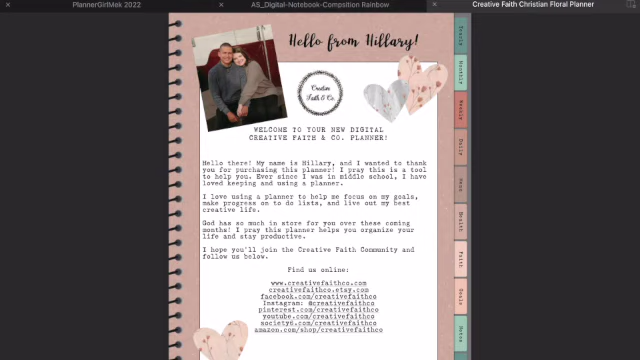 PlannerGirlMek 2022
AS_Digital-Notebook-Compsition Rainbow
Creative Faith Christian Floral Planner
Hello from Hillary!
Creative
Faith & Co.
WELCOME TO YOUR NEW DIGITAL
CREATIVE FAITH & CO. PLANNER!
Hello there! My name is Hillary, and I wanted to thank
you for purchasing this planner! I pray this is a tool
to help you. Ever since I was in middle school, I have
loved keeping and using a planner.
I love using a planner to help me focus on my goals,
make progress on to do lists, and live out my best
creative life.
God has so much in store for you over these coming
months! I pray this planner helps you organize your
life and stay productive.
I hope you'll join the Creative Faith Community and
follow us below.
Find us online:
www.creativefaithco.com
creativefaithco.etsy.com
facebook.com/creativefaithco
Instagram: @creativefaithco
pinterest.com/creativefaithco
youtube.com/creativefaithco
society6.com/creativefaithco
amazon.com/shop/creativefaithco
Monthly
Weekly
Daily
Health
Faith
Goals
Notes